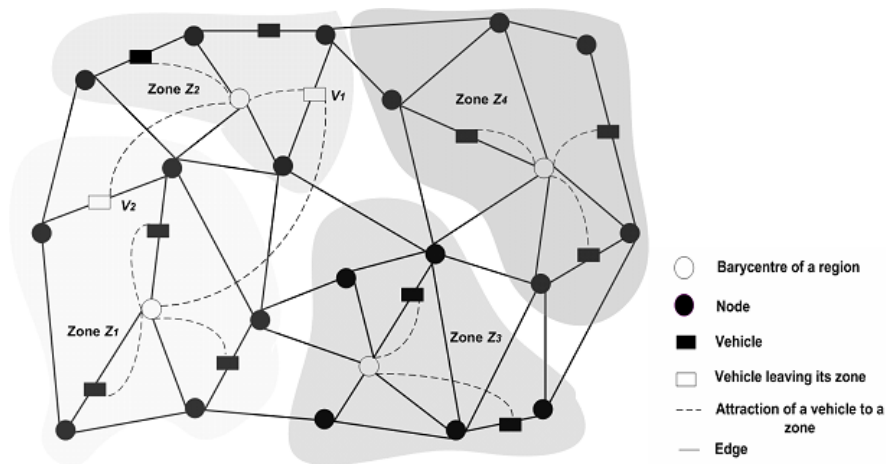 Zone Z2
V1
Zone Z4
V2
Zone Z1
Zone Z3
Barycentre of a region
Node
Vehicle
Vehicle leaving its zone
Attraction of a vehicle to a
zone
Edge